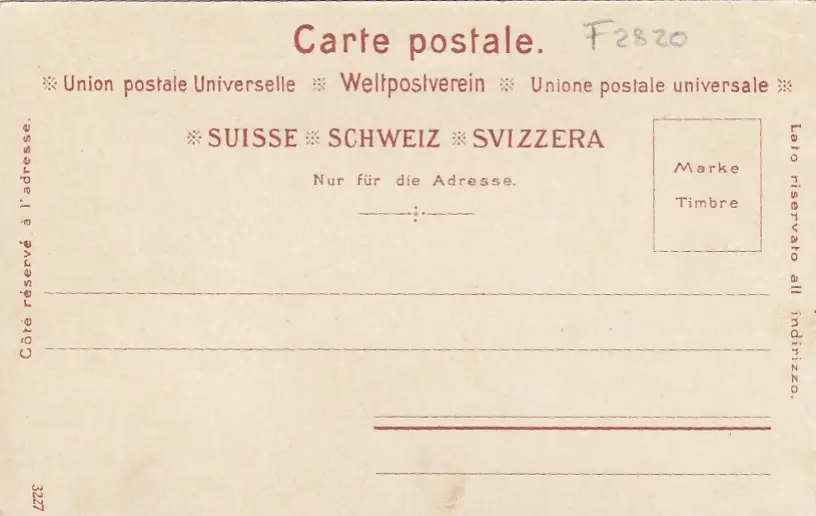 Carte postale.
F2820
Union postale Universelle ※ Weltpostverein ※ Unione postale universale
SUISSE ※ SCHWEIZ ※ SVIZZERA
Nur für die Adresse.
Marke
Timbre
Côté réservé à l'adresse.
Lato riservato all indirizzo.
3227